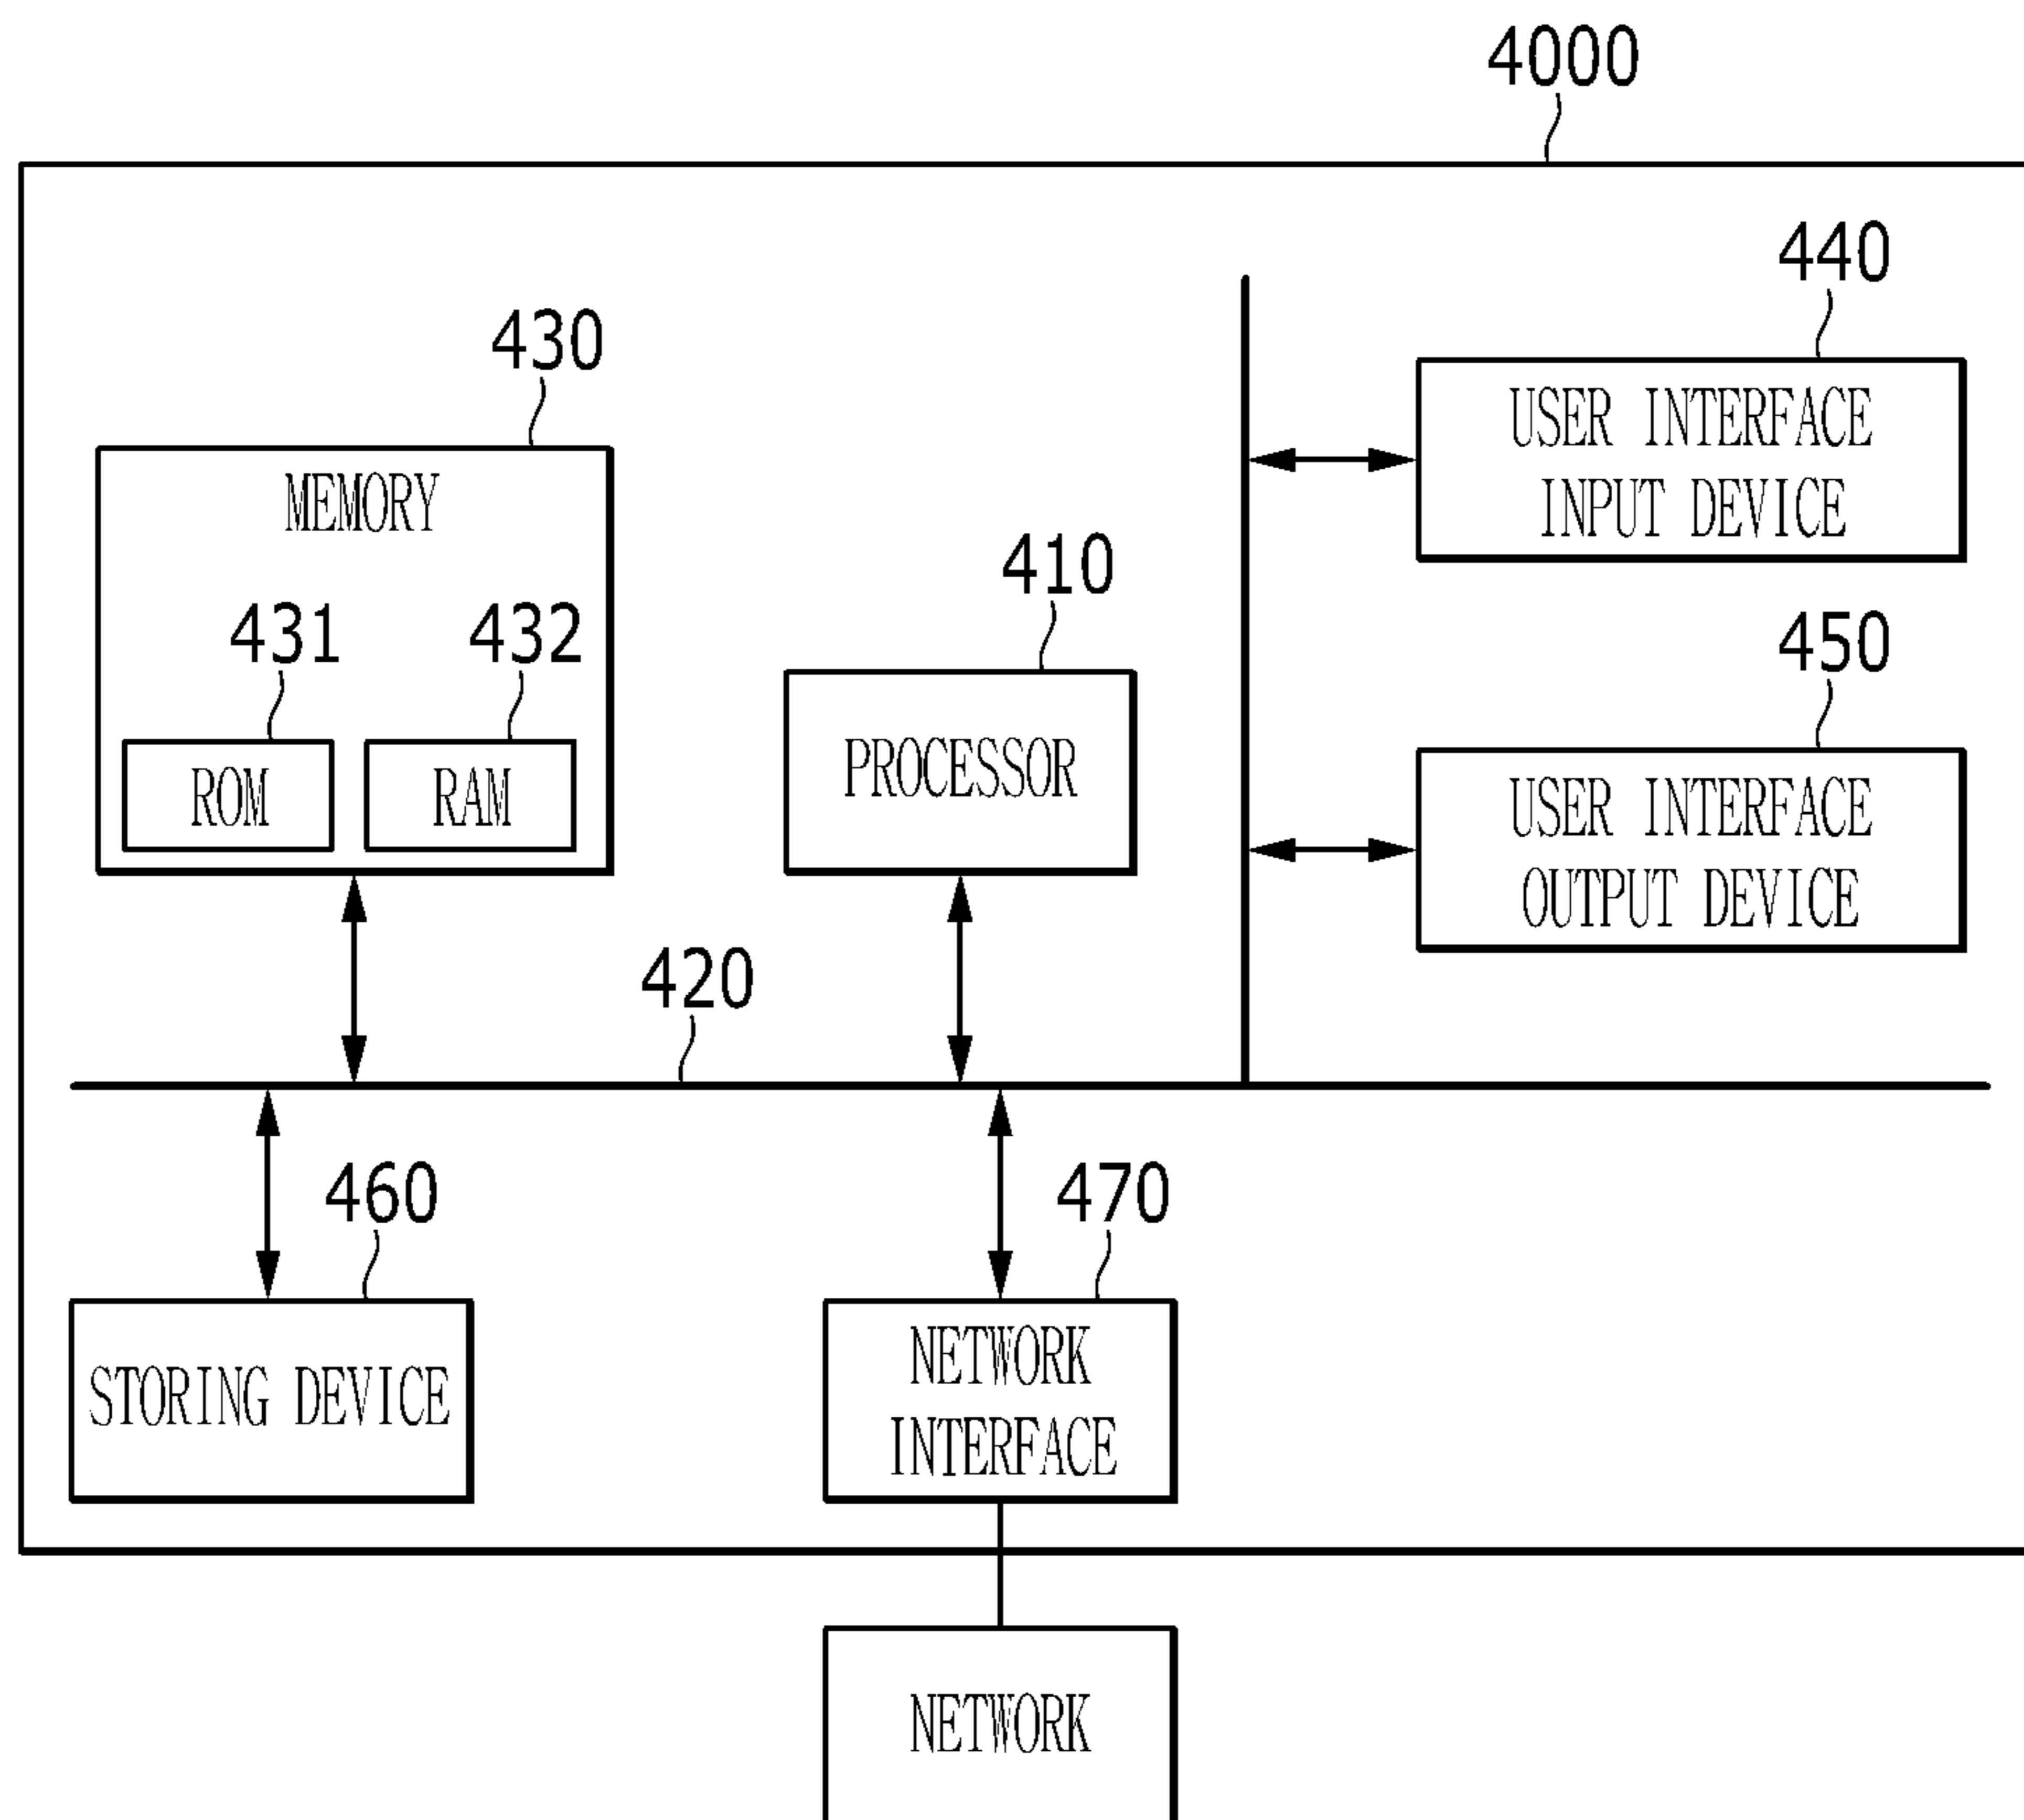 4000
440
USER INTERFACE
INPUT DEVICE
430
MEMORY
431
432
ROM
RAM
410
PROCESSOR
450
USER INTERFACE
OUTPUT DEVICE
420
460
STORING DEVICE
470
NETWORK
INTERFACE
NETWORK